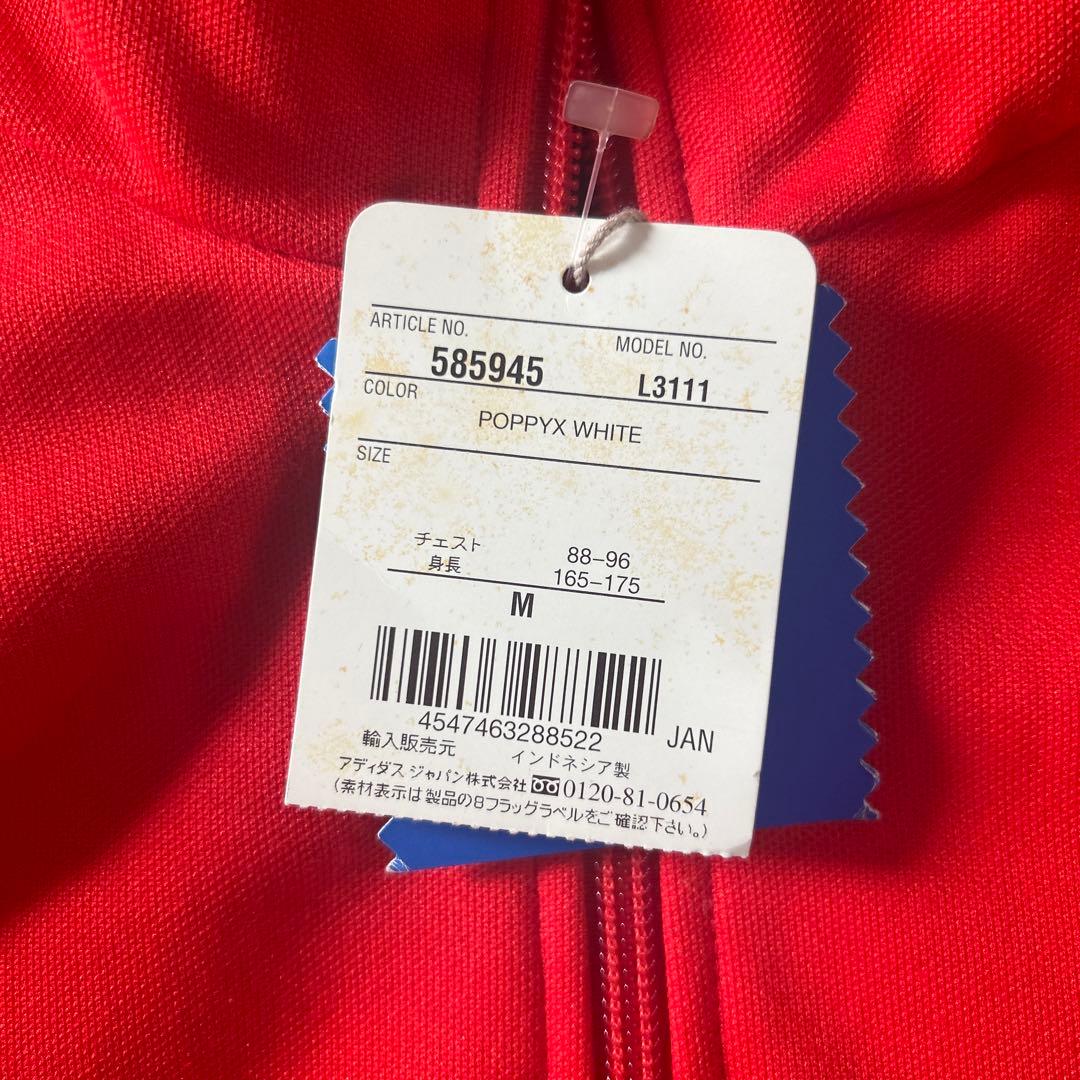 ARTICLE NO.
MODEL NO.
585945
L3111
COLOR
POPPYX WHITE
SIZE
チェスト 88-96
身長 165-175
M
4547463288522 JAN
輸入販売元 インドネシア製
アディダス ジャパン株式会社 0120-81-0654
(素材表示は製品の8フラッグラベルをご確認下さい。)